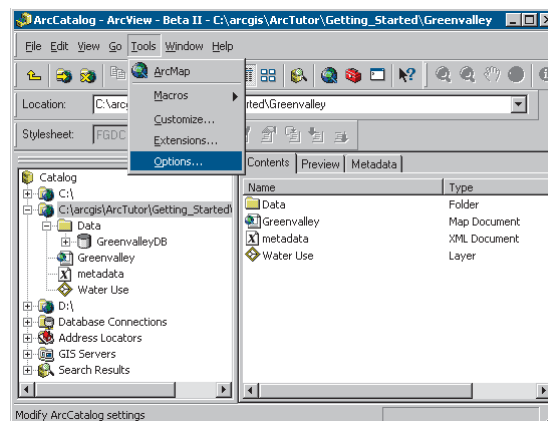 ArcCatalog - ArcView - Beta II - C:\arcgis\ArcTutor\Getting_Started\Greenvalley
File Edit View Go Tools Window Help
ArcMap
Macros
Customize...
Extensions...
Options...
Location: C:\arc rted\Greenvalley
Stylesheet: FGDC
Contents Preview Metadata
Catalog
C:\
C:\arcgis\ArcTutor\Getting_Started\
Data
GreenvalleyDB
Greenvalley
metadata
Water Use
D:\
Database Connections
Address Locators
GIS Servers
Search Results
Name Type
Data Folder
Greenvalley Map Document
metadata XML Document
Water Use Layer
Modify ArcCatalog settings